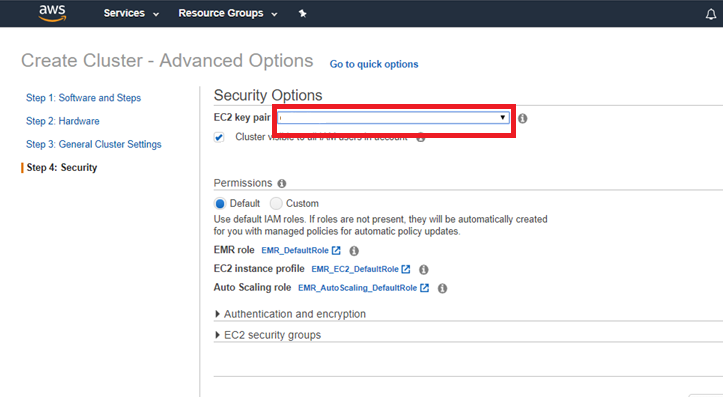 aws
Services Resource Groups
Create Cluster - Advanced Options Go to quick options
Step 1: Software and Steps
Step 2: Hardware
Step 3: General Cluster Settings
Step 4: Security
Security Options
EC2 key pair
Cluster visible to all IAM users in account
Permissions
Default Custom
Use default IAM roles. If roles are not present, they will be automatically created
for you with managed policies for automatic policy updates.
EMR role EMR_DefaultRole
EC2 instance profile EMR_EC2_DefaultRole
Auto Scaling role EMR_AutoScaling_DefaultRole
Authentication and encryption
EC2 security groups